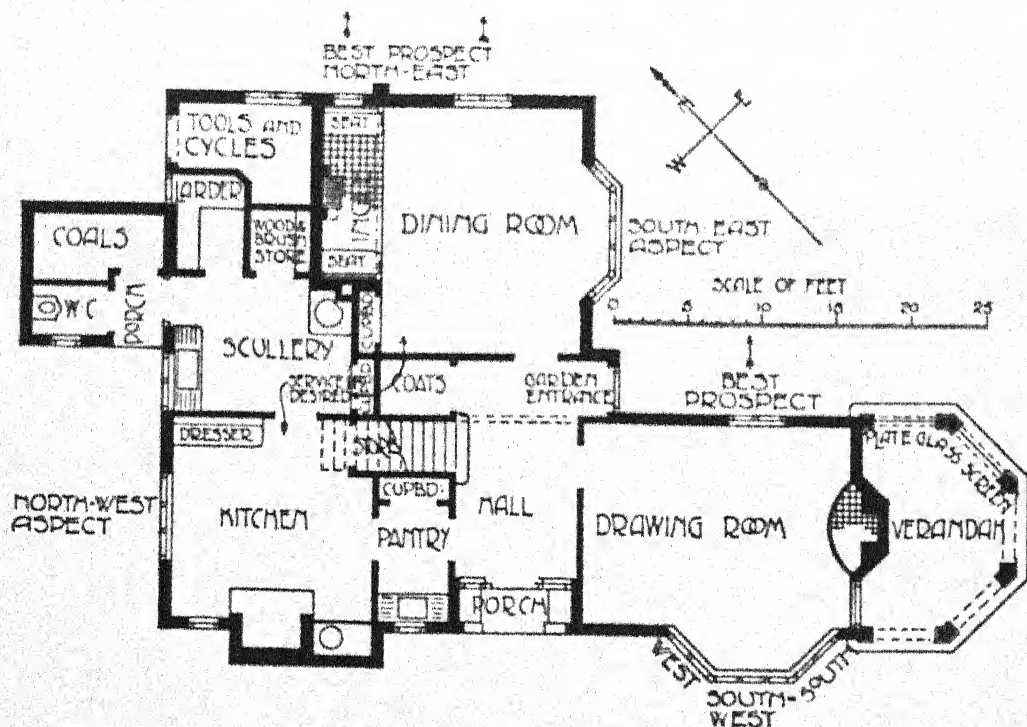 BEST PROSPECT
NORTH-EAST
TOOLS AND
CYCLES
SEAT
W
E
LARDER
COALS
WOOD &
BRUSH
STORE
INGLE
DINING ROOM
SOUTH-EAST
ASPECT
SEAT
W.C.
PORCH
CUPBD
SCALE OF FEET
0 5 10 15 20 25
SCULLERY
SERVICE IF
DESIRED
CUPBD
COATS
GARDEN
ENTRANCE
BEST
PROSPECT
DRESSER
PLATE GLASS SCREEN
CUPBD:
NORTH-WEST
ASPECT
KITCHEN
PANTRY
HALL
DRAWING ROOM
VERANDAH
PORCH
WEST
SOUTH-
WEST
SOUTH